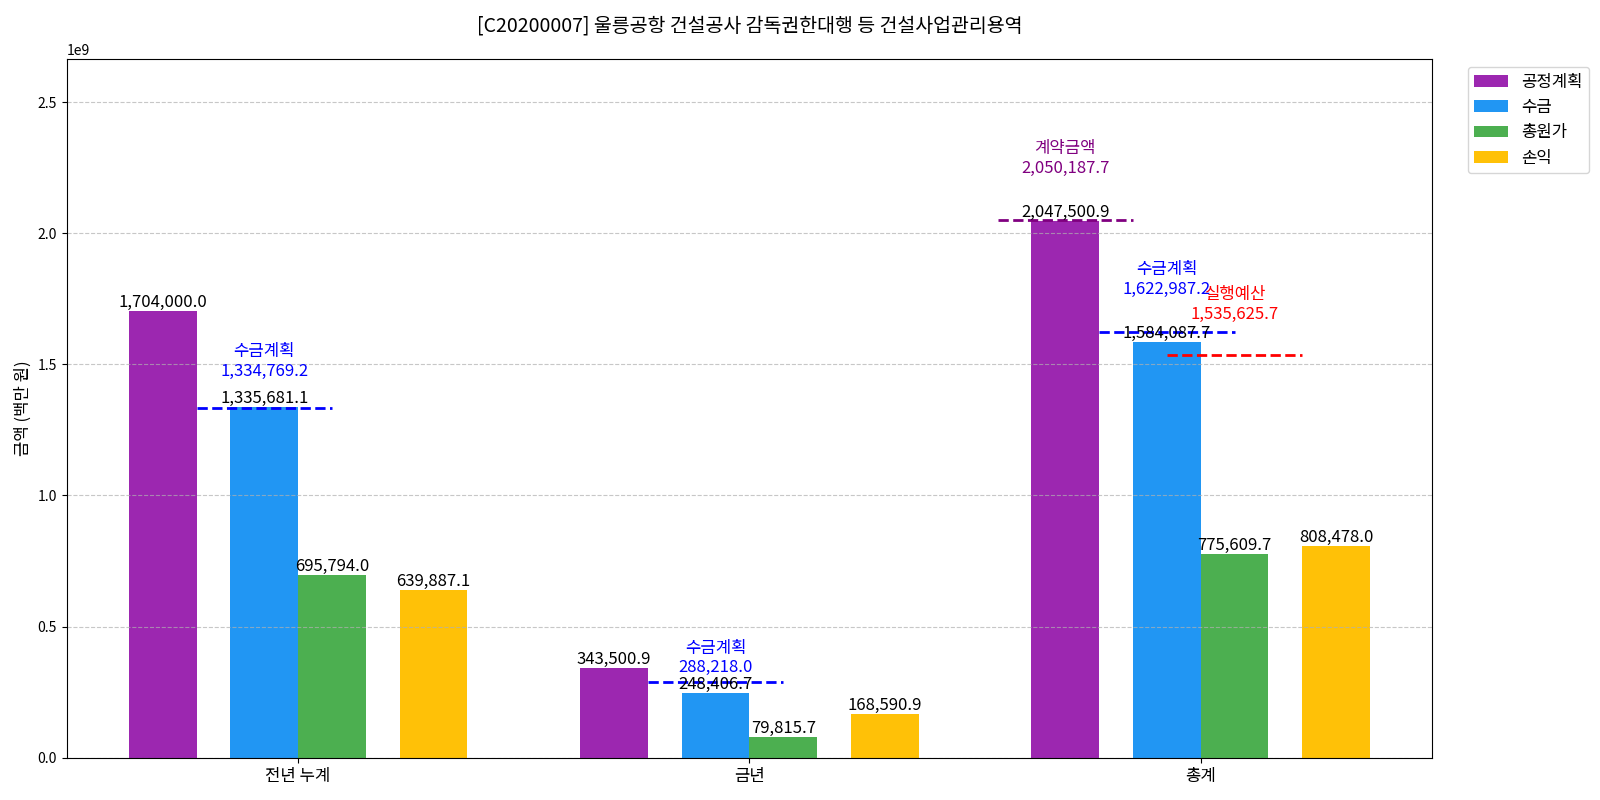 [C20200007] 울릉공항 건설공사 감독권한대행 등 건설사업관리용역
1e9
금액 (백만 원)
2.5
2.0
1.5
1.0
0.5
0.0
1,704,000.0
수금계획
1,334,769.2
1,335,681.1
695,794.0
639,887.1
343,500.9
수금계획
288,218.0
248,406.7
79,815.7
168,590.9
계약금액
2,050,187.7
2,047,500.9
수금계획
1,622,987.2
실행예산
1,535,625.7
1,584,087.7
775,609.7
808,478.0
전년 누계
금년
총계
공정계획
수금
총원가
손익